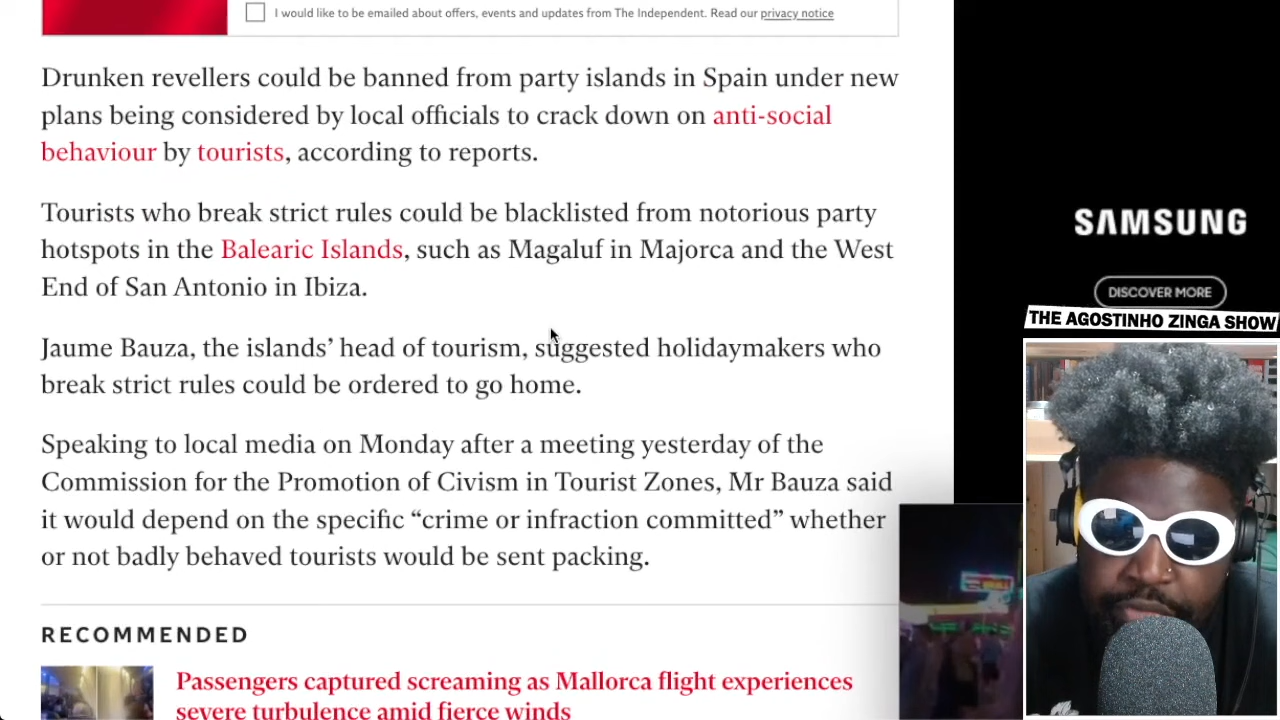 I would like to be emailed about offers, events and updates from The Independent. Read our privacy notice
Drunken revellers could be banned from party islands in Spain under new
plans being considered by local officials to crack down on anti-social
behaviour by tourists, according to reports.
Tourists who break strict rules could be blacklisted from notorious party
hotspots in the Balearic Islands, such as Magaluf in Majorca and the West
End of San Antonio in Ibiza.
Jaume Bauza, the islands’ head of tourism, suggested holidaymakers who
break strict rules could be ordered to go home.
Speaking to local media on Monday after a meeting yesterday of the
Commission for the Promotion of Civism in Tourist Zones, Mr Bauza said
it would depend on the specific “crime or infraction committed” whether
or not badly behaved tourists would be sent packing.
RECOMMENDED
Passengers captured screaming as Mallorca flight experiences
severe turbulence amid fierce winds
SAMSUNG
DISCOVER MORE
THE AGOSTINHO ZINGA SHOW